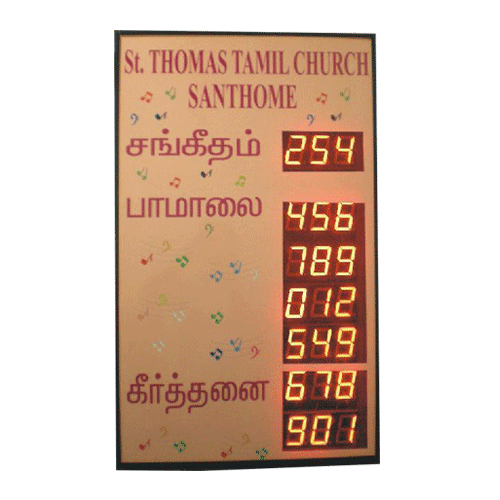 St. THOMAS TAMIL CHURCH
SANTHOME
சங்கீதம் 254
பாமாலை 456
789
012
549
கீர்த்தனை 678
901